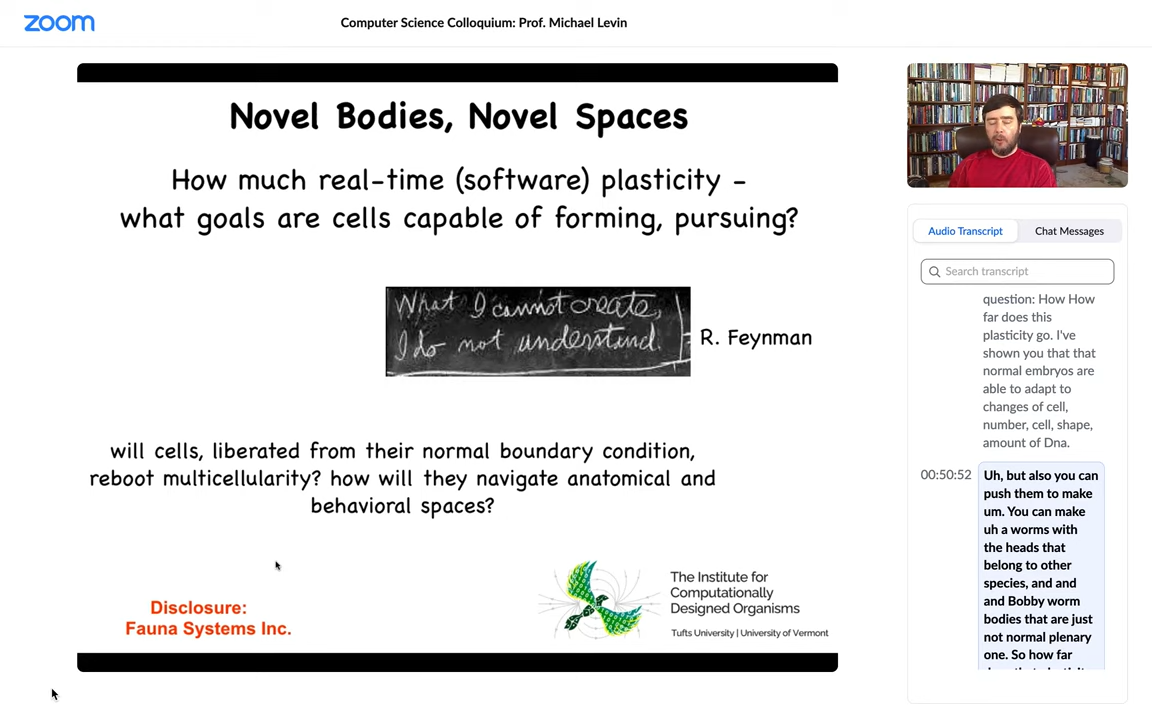 zoom
Computer Science Colloquium: Prof. Michael Levin
Novel Bodies, Novel Spaces
How much real-time (software) plasticity -
what goals are cells capable of forming, pursuing?
What I cannot create,
I do not understand.
R. Feynman
will cells, liberated from their normal boundary condition,
reboot multicellularity? how will they navigate anatomical and
behavioral spaces?
Disclosure:
Fauna Systems Inc.
The Institute for
Computationally
Designed Organisms
Tufts University | University of Vermont
Audio Transcript
Chat Messages
Search transcript
question: How How
far does this
plasticity go. I've
shown you that that
normal embryos are
able to adapt to
changes of cell,
number, cell, shape,
amount of Dna.
00:50:52
Uh, but also you can
push them to make
um. You can make
uh a worms with
the heads that
belong to other
species, and and
and Bobby worm
bodies that are just
not normal plenary
one. So how far